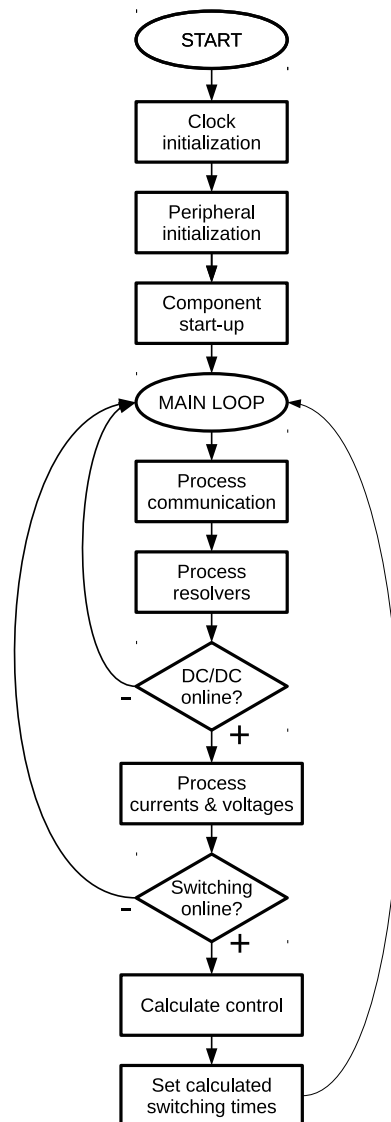 START
Clock
initialization
Peripheral
initialization
Component
start-up
MAIN LOOP
Process
communication
Process
resolvers
DC/DC
online?
-
+
Process
currents & voltages
Switching
online?
-
+
Calculate control
Set calculated
switching times